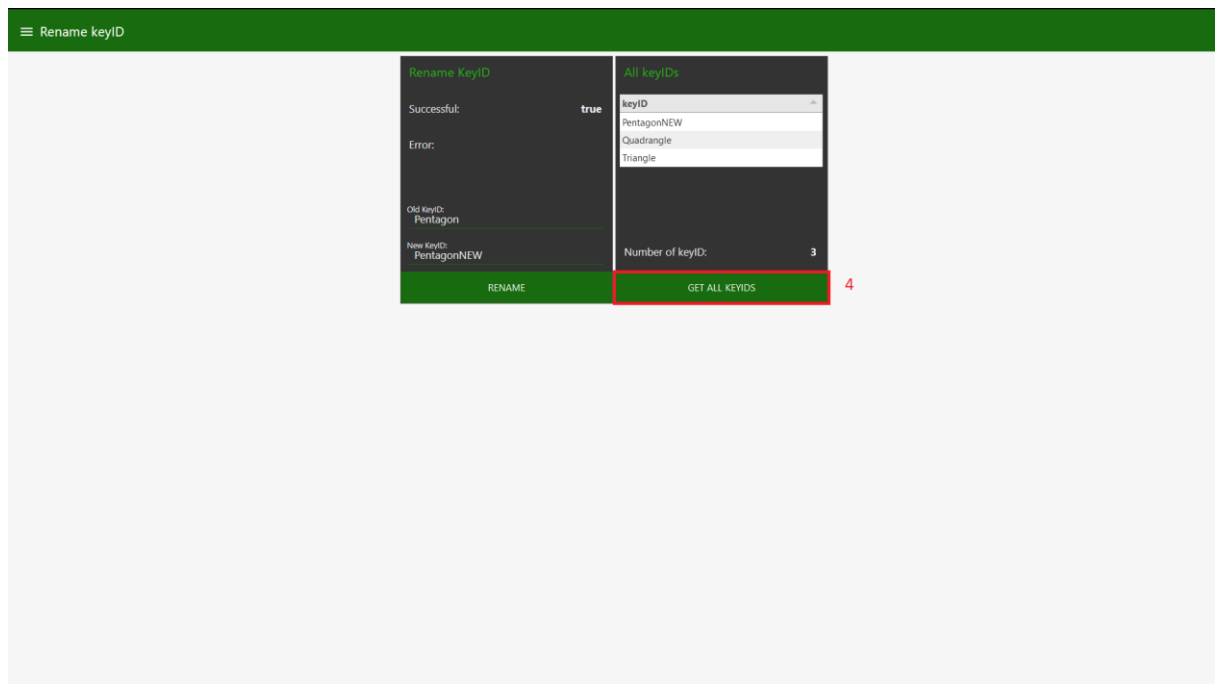 Rename keyID
Rename KeyID
Successful: true
Error:
Old KeyID:
Pentagon
New KeyID:
PentagonNEW
RENAME
All keyIDs
keyID
PentagonNEW
Quadrangle
Triangle
Number of keyID: 3
GET ALL KEYIDS
4